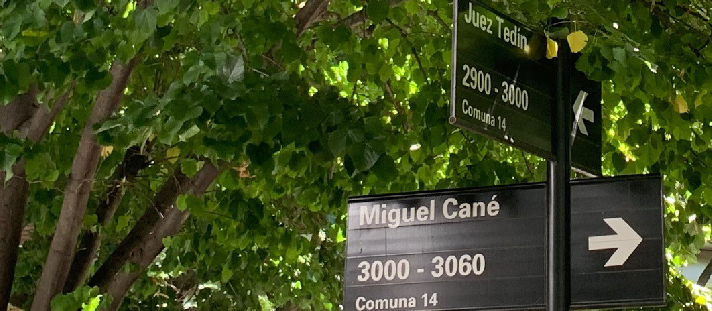 Juez Tedín
2900 - 3000
Comuna 14
Miguel Cané
3000 - 3060
Comuna 14